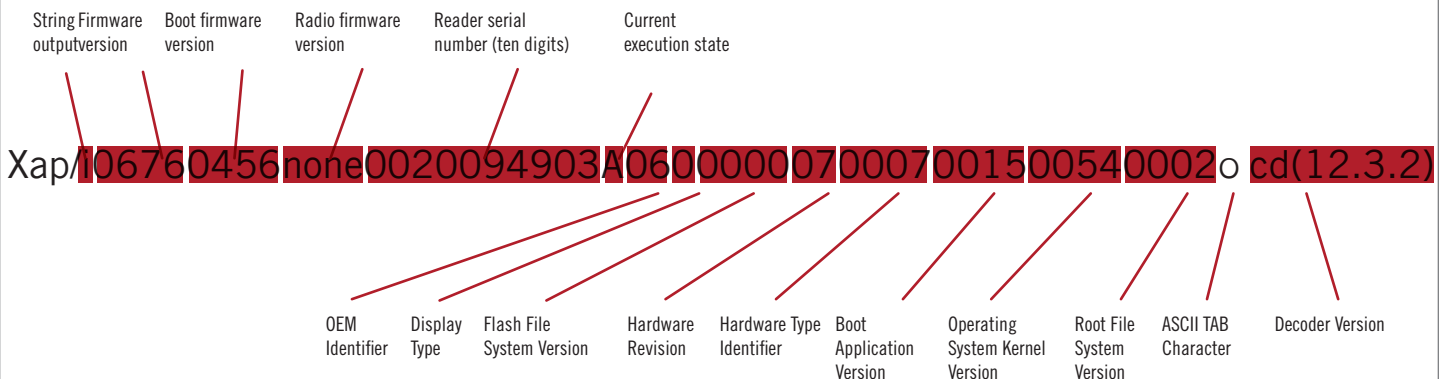 String Firmware
outputversion
Boot firmware
version
Radio firmware
version
Reader serial
number (ten digits)
Current
execution state
Xap/i06760456none0020094903A060000007000700150054 0002o cd(12.3.2)
OEM
Identifier
Display
Type
Flash File
System Version
Hardware
Revision
Hardware Type
Identifier
Boot
Application
Version
Operating
System Kernel
Version
Root File
System
Version
ASCII TAB
Character
Decoder Version